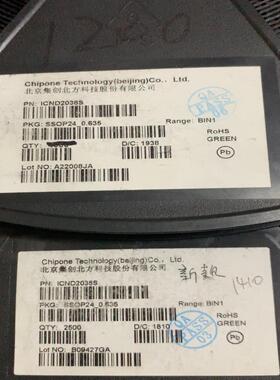 1280
Chipone Technology(beijing)Co., Ltd.
北京集创北方科技股份有限公司
PN: ICND2038S
PKG: SSOP24_0.635
Range: BIN1
QTY:
D/C: 1938
RoHS
GREEN
Pb
Lot NO: A22008JA
Chipone Technology(beijing)Co., Ltd.
北京集创北方科技股份有限公司
PN: ICND2038S
新款
1410
PKG: SSOP24_0.635
Range: BIN1
QTY: 2500
D/C: 1810
RoHS
GREEN
PASS
09
Pb
Lot NO: B09427GA